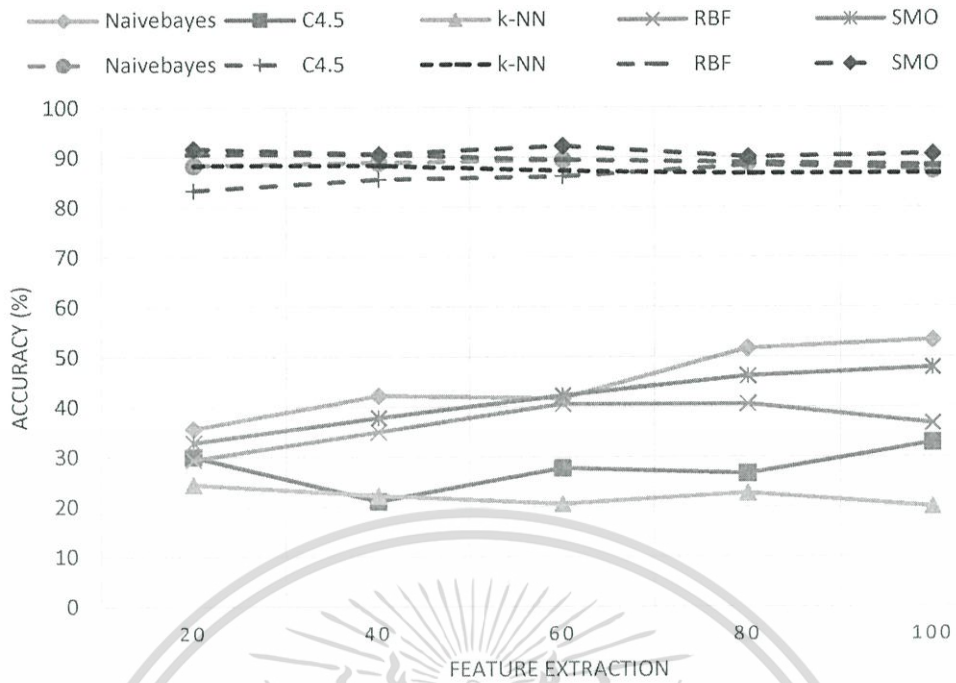 Naivebayes C4.5 k-NN RBF SMO
Naivebayes C4.5 k-NN RBF SMO
100
90
80
70
60
50
40
30
20
10
0
ACCURACY (%)
20 40 60 80 100
FEATURE EXTRACTION